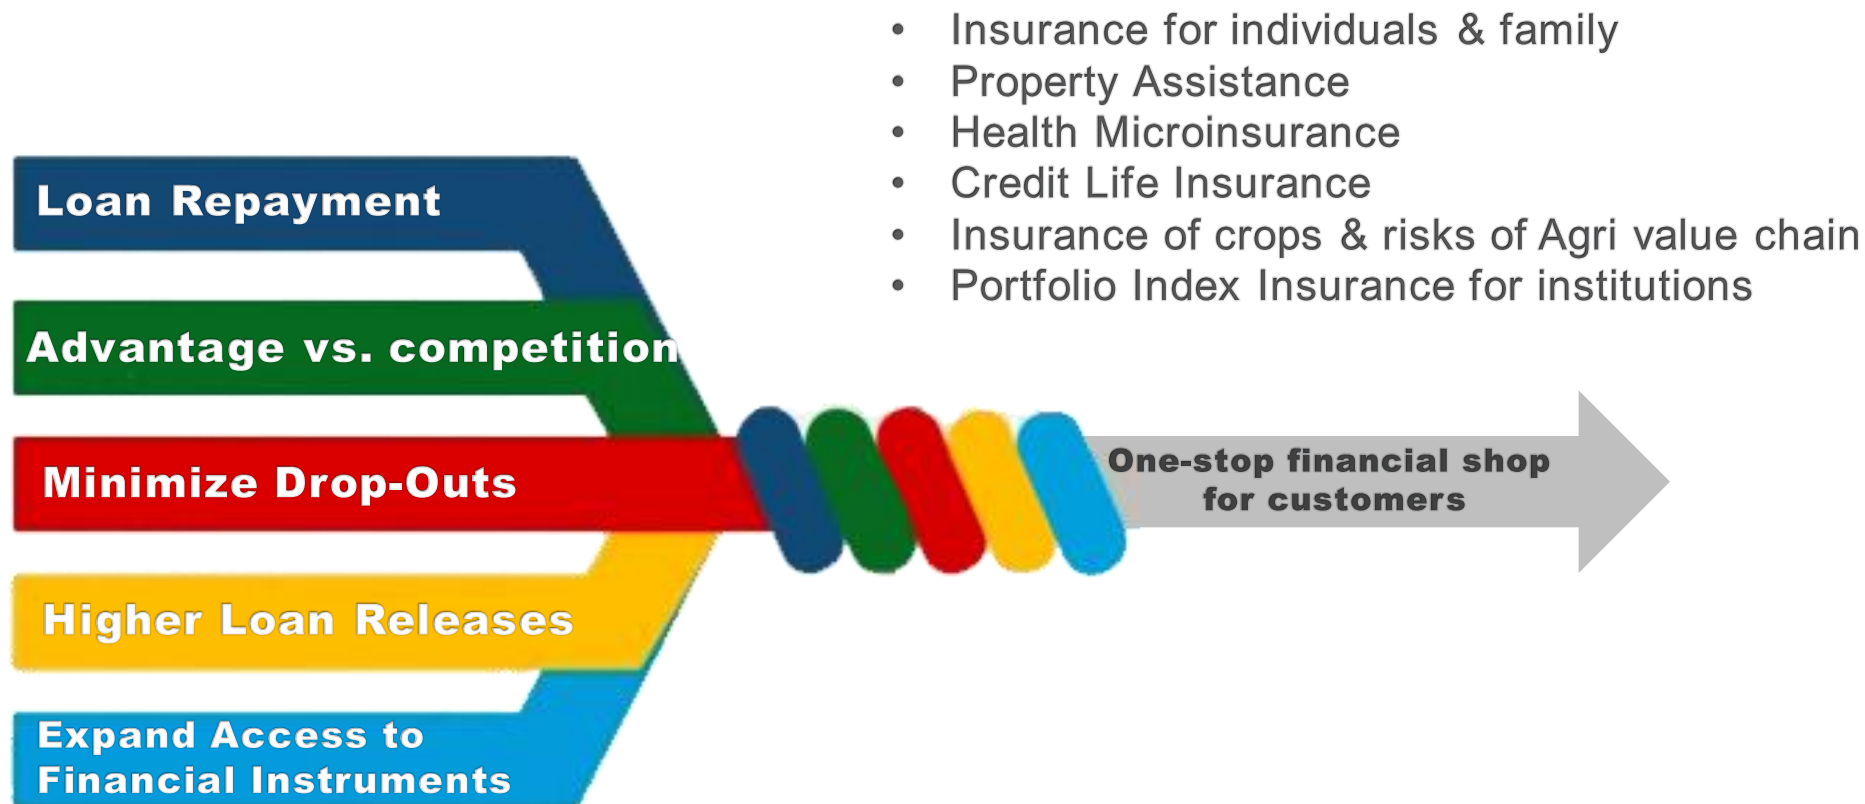 • Insurance for individuals & family
• Property Assistance
• Health Microinsurance
• Credit Life Insurance
• Insurance of crops & risks of Agri value chain
• Portfolio Index Insurance for institutions
Loan Repayment
Advantage vs. competition
Minimize Drop-Outs
Higher Loan Releases
Expand Access to
Financial Instruments
One-stop financial shop
for customers